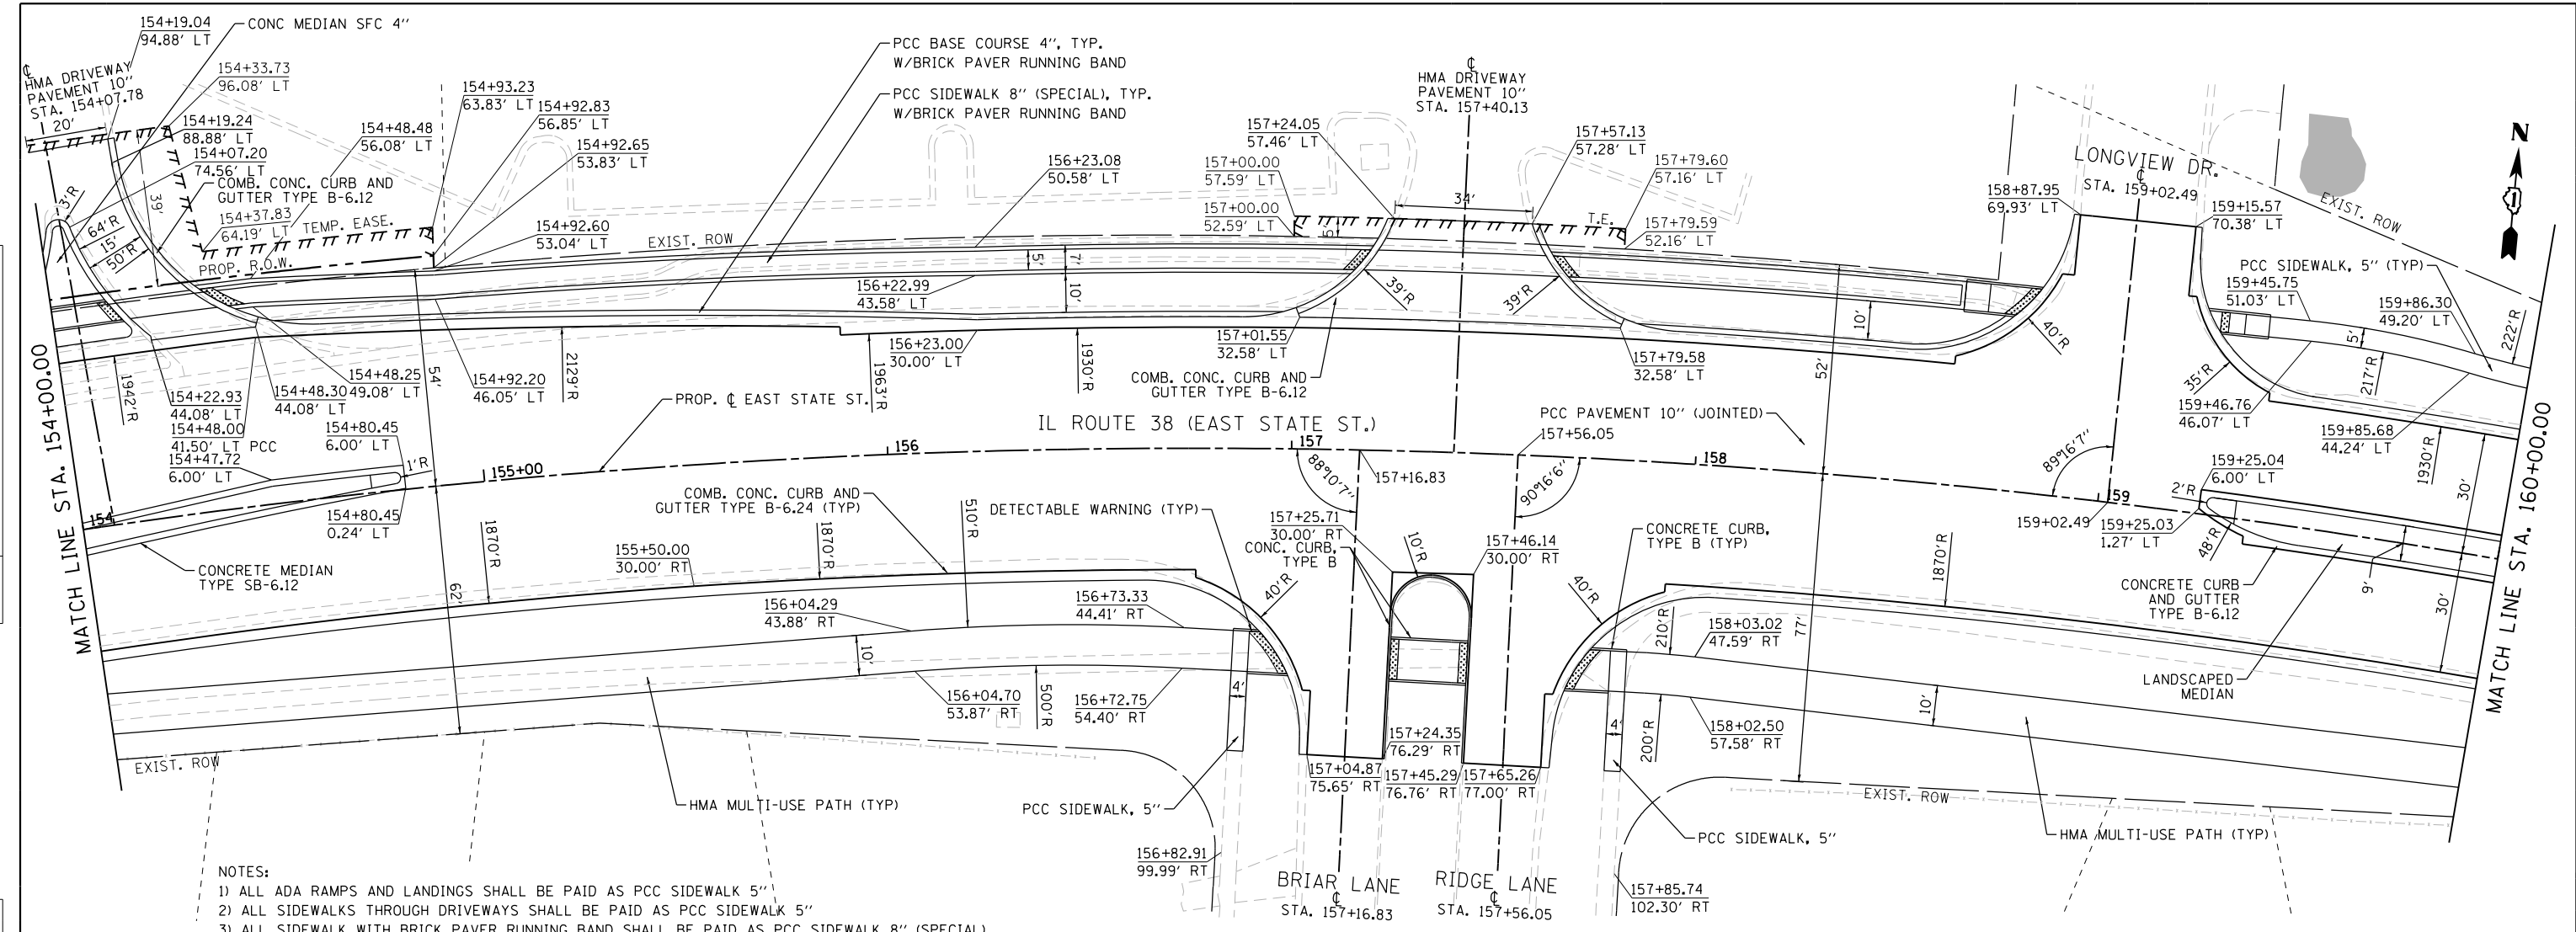 154+19.04
94.88' LT
CONC MEDIAN SFC 4''
℄
HMA DRIVEWAY
PAVEMENT 10''
STA. 154+07.78
20'
154+33.73
96.08' LT
154+19.24
88.88' LT
154+07.20
74.56' LT
COMB. CONC. CURB AND
GUTTER TYPE B-6.12
154+48.48
56.08' LT
154+93.23
63.83' LT
154+92.83
56.85' LT
154+92.65
53.83' LT
154+92.60
53.04' LT
154+37.83
64.19' LT
TEMP. EASE.
PROP. R.O.W.
EXIST. ROW
3'R
64'R
15'
50'R
39'
PCC BASE COURSE 4'', TYP.
W/BRICK PAVER RUNNING BAND
PCC SIDEWALK 8'' (SPECIAL), TYP.
W/BRICK PAVER RUNNING BAND
156+23.08
50.58' LT
157+24.05
57.46' LT
157+00.00
57.59' LT
157+00.00
52.59' LT
℄
HMA DRIVEWAY
PAVEMENT 10''
STA. 157+40.13
34'
5'
157+57.13
57.28' LT
157+79.60
57.16' LT
T.E.
157+79.59
52.16' LT
158+87.95
69.93' LT
LONGVIEW DR.
℄
STA. 159+02.49
159+15.57
70.38' LT
EXIST. ROW
N
1
PCC SIDEWALK, 5'' (TYP)
159+45.75
51.03' LT
159+86.30
49.20' LT
222'R
5'
217'R
35'R
40'R
159+46.76
46.07' LT
159+85.68
44.24' LT
1930'R
30'
5'
7'
10'
156+22.99
43.58' LT
156+23.00
30.00' LT
1930'R
1963'R
2129'R
39'R
39'R
157+01.55
32.58' LT
COMB. CONC. CURB AND
GUTTER TYPE B-6.12
157+79.58
32.58' LT
10'
52'
MATCH LINE STA. 154+00.00
1942'R
154+22.93
44.08' LT
154+48.30
44.08' LT
154+48.25
49.08' LT
154+48.00
41.50' LT PCC
154+92.20
46.05' LT
54'
154+80.45
6.00' LT
154+47.72
6.00' LT
1'R
PROP. ℄ EAST STATE ST.
IL ROUTE 38 (EAST STATE ST.)
PCC PAVEMENT 10'' (JOINTED)
154
155+00
156
157
158
159
157+16.83
157+56.05
88°10'7"
90°16'6"
89°16'7"
159+02.49
159+25.04
6.00' LT
2'R
159+25.03
1.27' LT
48'R
CONCRETE CURB
AND GUTTER
TYPE B-6.12
9'
30'
LANDSCAPED
MEDIAN
MATCH LINE STA. 160+00.00
154+80.45
0.24' LT
CONCRETE MEDIAN
TYPE SB-6.12
1870'R
COMB. CONC. CURB AND
GUTTER TYPE B-6.24 (TYP)
1870'R
155+50.00
30.00' RT
510'R
DETECTABLE WARNING (TYP)
156+04.29
43.88' RT
156+73.33
44.41' RT
62'
10'
156+04.70
53.87' RT
500'R
156+72.75
54.40' RT
4'
40'R
157+25.71
30.00' RT
CONC. CURB,
TYPE B
10'R
157+46.14
30.00' RT
40'R
CONCRETE CURB,
TYPE B (TYP)
210'R
158+03.02
47.59' RT
77'
1870'R
4'
200'R
158+02.50
57.58' RT
10'
157+24.35
76.29' RT
157+04.87
75.65' RT
157+45.29
76.76' RT
157+65.26
77.00' RT
EXIST. ROW
HMA MULTI-USE PATH (TYP)
PCC SIDEWALK, 5''
156+82.91
99.99' RT
BRIAR LANE
℄
STA. 157+16.83
RIDGE LANE
℄
STA. 157+56.05
157+85.74
102.30' RT
PCC SIDEWALK, 5''
EXIST. ROW
HMA MULTI-USE PATH (TYP)
NOTES:
1) ALL ADA RAMPS AND LANDINGS SHALL BE PAID AS PCC SIDEWALK 5''
2) ALL SIDEWALKS THROUGH DRIVEWAYS SHALL BE PAID AS PCC SIDEWALK 5''
3) ALL SIDEWALK WITH BRICK PAVER RUNNING BAND SHALL BE PAID AS PCC SIDEWALK 8'' (SPECIAL)